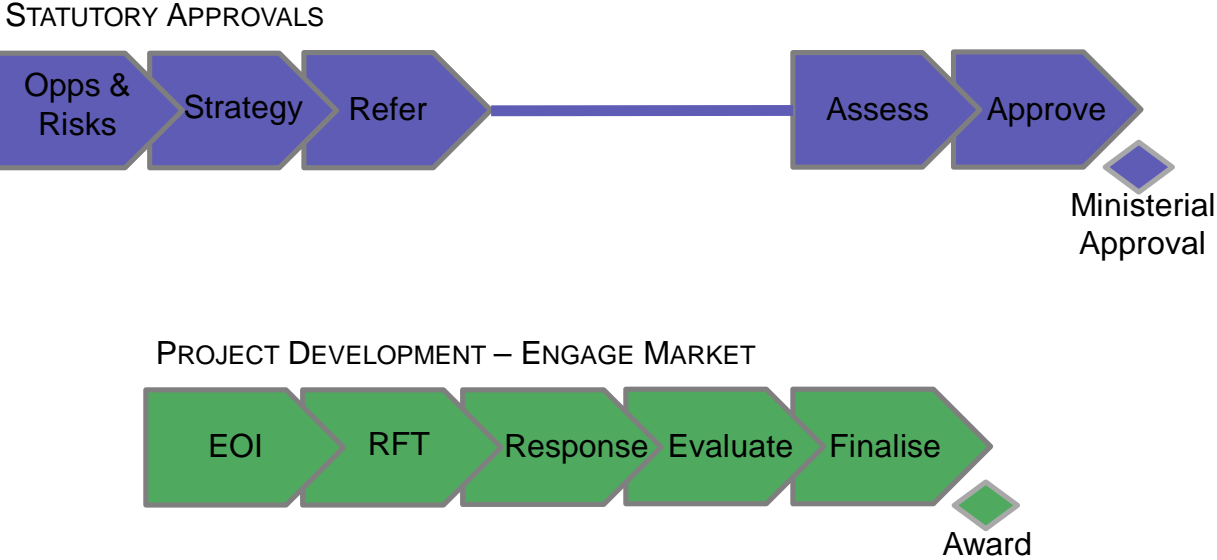 STATUTORY APPROVALS
Opps &
Risks
Strategy
Refer
Assess
Approve
Ministerial
Approval
PROJECT DEVELOPMENT – ENGAGE MARKET
EOI
RFT
Response
Evaluate
Finalise
Award